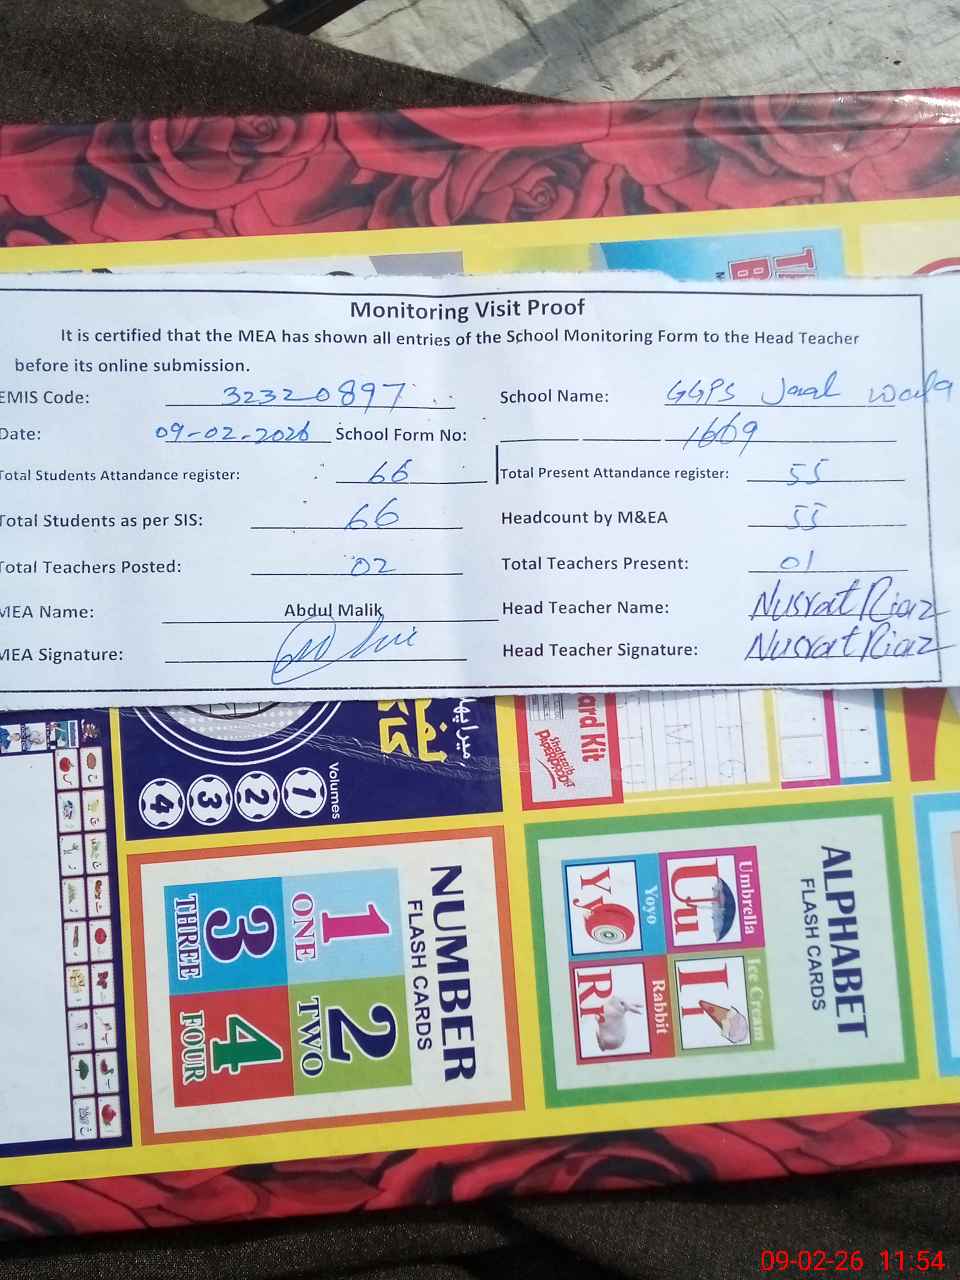 Monitoring Visit Proof
It is certified that the MEA has shown all entries of the School Monitoring Form to the Head Teacher
before its online submission.
EMIS Code: 32320897 School Name: GGPS Jaal wala
Date: 09-02-2026 School Form No: 1669
Total Students Attandance register: 66 Total Present Attandance register: 55
Total Students as per SIS: 66 Headcount by M&EA 55
Total Teachers Posted: 02 Total Teachers Present: 01
MEA Name: Abdul Malik Head Teacher Name: Nusrat Riaz
MEA Signature: Head Teacher Signature: Nusrat Riaz
ard Kit
Volumes
1 2 3 4
NUMBER
FLASH CARDS
1 ONE
2 TWO
3 THREE
4 FOUR
ALPHABET
FLASH CARDS
Umbrella
Uu
Yoyo
Yy
Ice Cream
I i
Rabbit
Rr
09-02-26 11:54